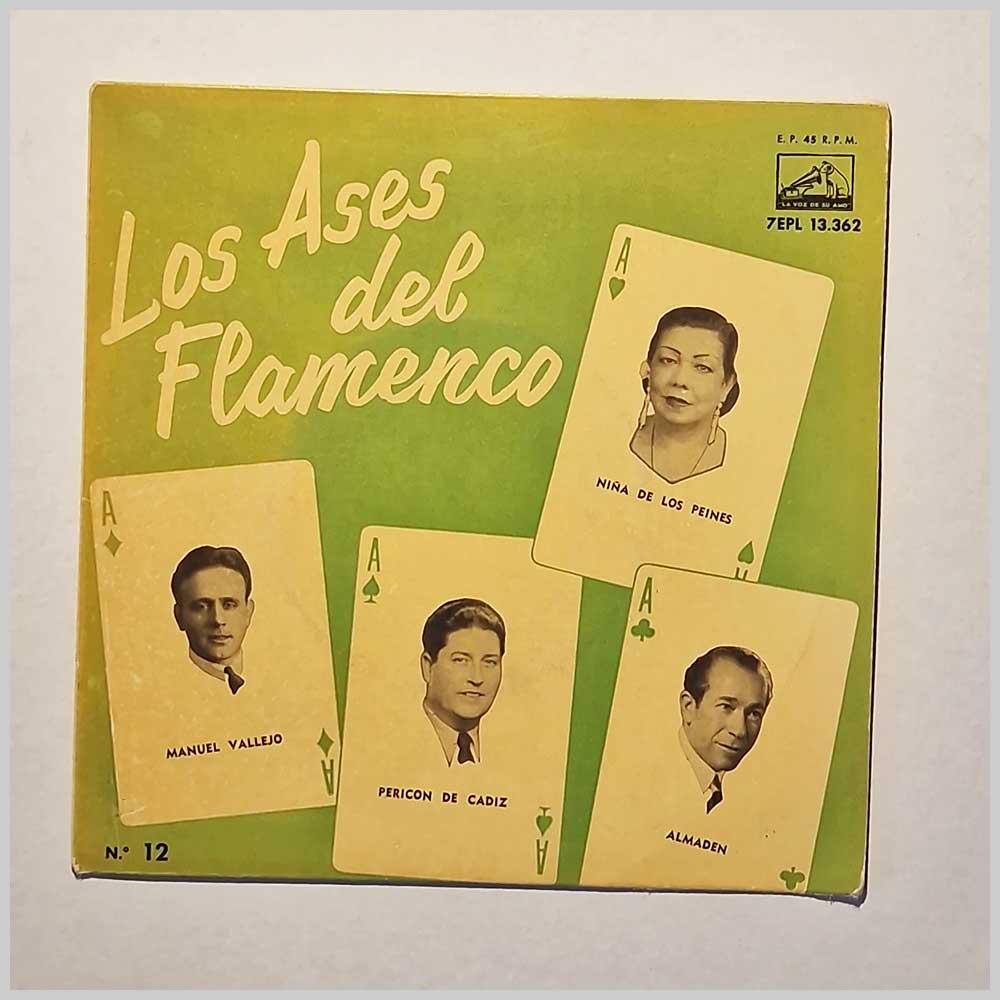 Los Ases
del
Flamenco
E. P. 45 R. P. M.
"LA VOZ DE SU AMO"
7EPL 13.362
A
NIÑA DE LOS PEINES
A
A
MANUEL VALLEJO
A
A
PERICON DE CADIZ
A
A
ALMADEN
N.º 12